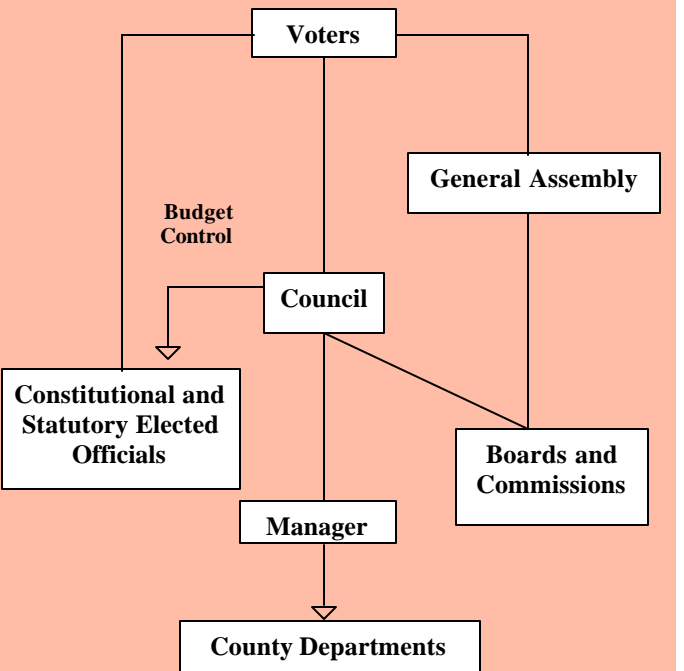 Voters
General Assembly
Budget
Control
Council
Constitutional and
Statutory Elected
Officials
Boards and
Commissions
Manager
County Departments